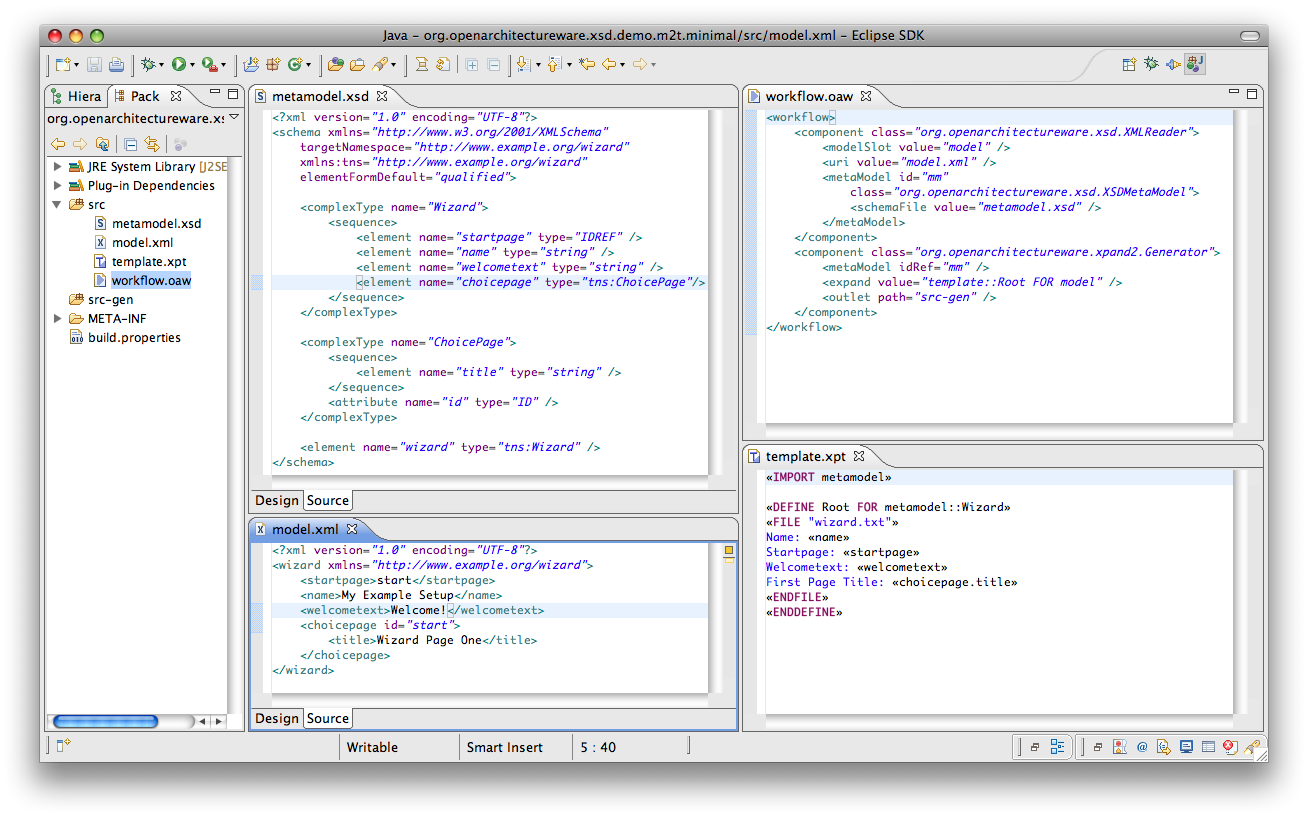 Java – org.openarchitectureware.xsd.demo.m2t.minimal/src/model.xml – Eclipse SDK
Hiera
Pack
org.openarchitectureware.xs
JRE System Library [J2SE
Plug-in Dependencies
src
metamodel.xsd
model.xml
template.xpt
workflow.oaw
src-gen
META-INF
build.properties
metamodel.xsd
<?xml version="1.0" encoding="UTF-8"?>
<schema xmlns="http://www.w3.org/2001/XMLSchema"
    targetNamespace="http://www.example.org/wizard"
    xmlns:tns="http://www.example.org/wizard"
    elementFormDefault="qualified">
    <complexType name="Wizard">
        <sequence>
            <element name="startpage" type="IDREF" />
            <element name="name" type="string" />
            <element name="welcometext" type="string" />
            <element name="choicepage" type="tns:ChoicePage"/>
        </sequence>
    </complexType>
    <complexType name="ChoicePage">
        <sequence>
            <element name="title" type="string" />
        </sequence>
        <attribute name="id" type="ID" />
    </complexType>
    <element name="wizard" type="tns:Wizard" />
</schema>
Design
Source
model.xml
<?xml version="1.0" encoding="UTF-8"?>
<wizard xmlns="http://www.example.org/wizard">
    <startpage>start</startpage>
    <name>My Example Setup</name>
    <welcometext>Welcome!</welcometext>
    <choicepage id="start">
        <title>Wizard Page One</title>
    </choicepage>
</wizard>
Design
Source
workflow.oaw
<workflow>
    <component class="org.openarchitectureware.xsd.XMLReader">
        <modelSlot value="model" />
        <uri value="model.xml" />
        <metaModel id="mm"
            class="org.openarchitectureware.xsd.XSDMetaModel">
            <schemaFile value="metamodel.xsd" />
        </metaModel>
    </component>
    <component class="org.openarchitectureware.xpand2.Generator">
        <metaModel idRef="mm" />
        <expand value="template::Root FOR model" />
        <outlet path="src-gen" />
    </component>
</workflow>
template.xpt
«IMPORT metamodel»
«DEFINE Root FOR metamodel::Wizard»
«FILE "wizard.txt"»
Name: «name»
Startpage: «startpage»
Welcometext: «welcometext»
First Page Title: «choicepage.title»
«ENDFILE»
«ENDDEFINE»
Writable
Smart Insert
5 : 40